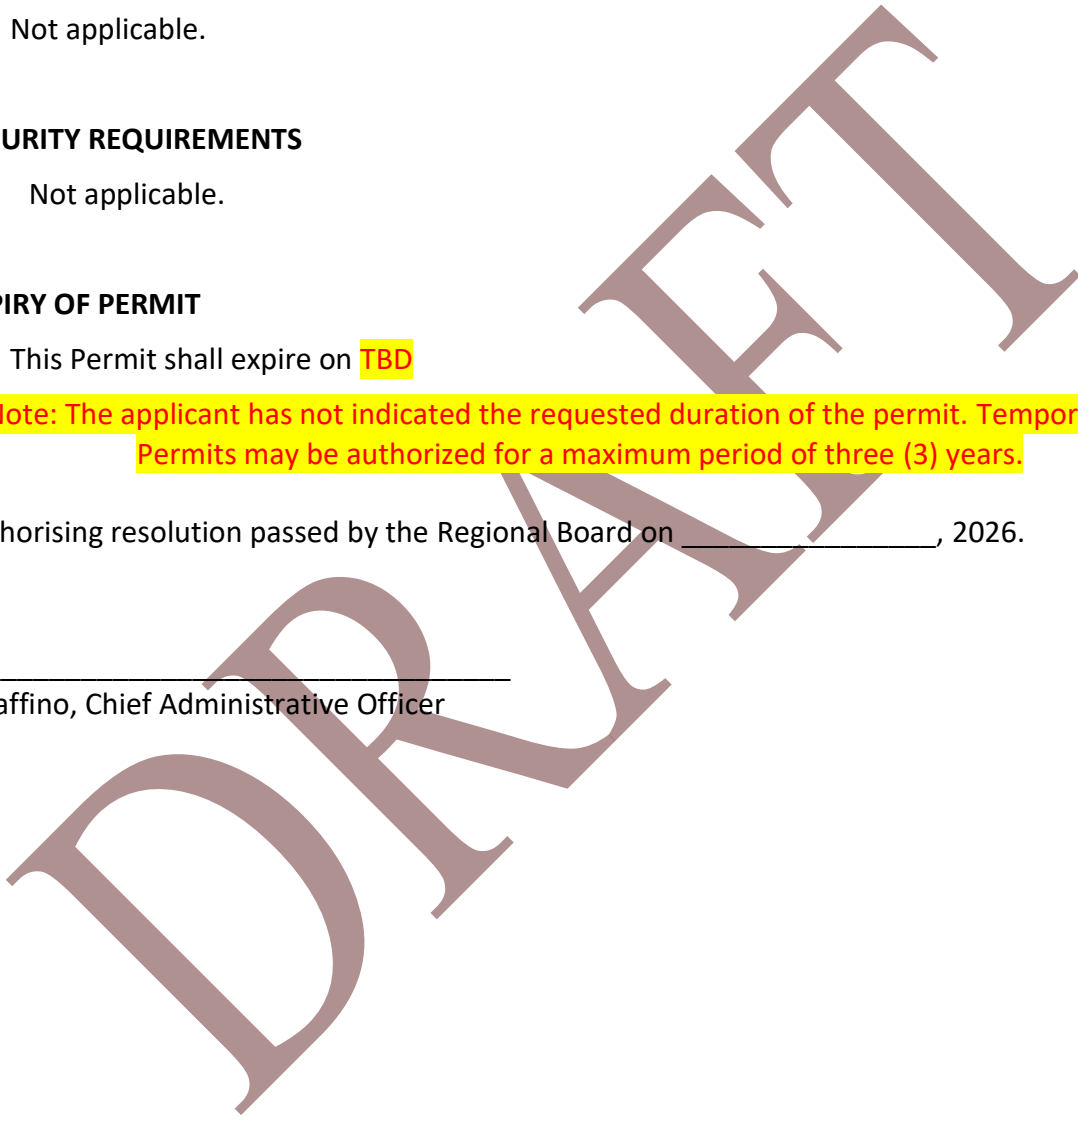 Not applicable.
URITY REQUIREMENTS
Not applicable.
PIRY OF PERMIT
This Permit shall expire on TBD
Note: The applicant has not indicated the requested duration of the permit. Tempor
Permits may be authorized for a maximum period of three (3) years.
horising resolution passed by the Regional Board on ________________, 2026.
________________________________
affino, Chief Administrative Officer
DRAFT